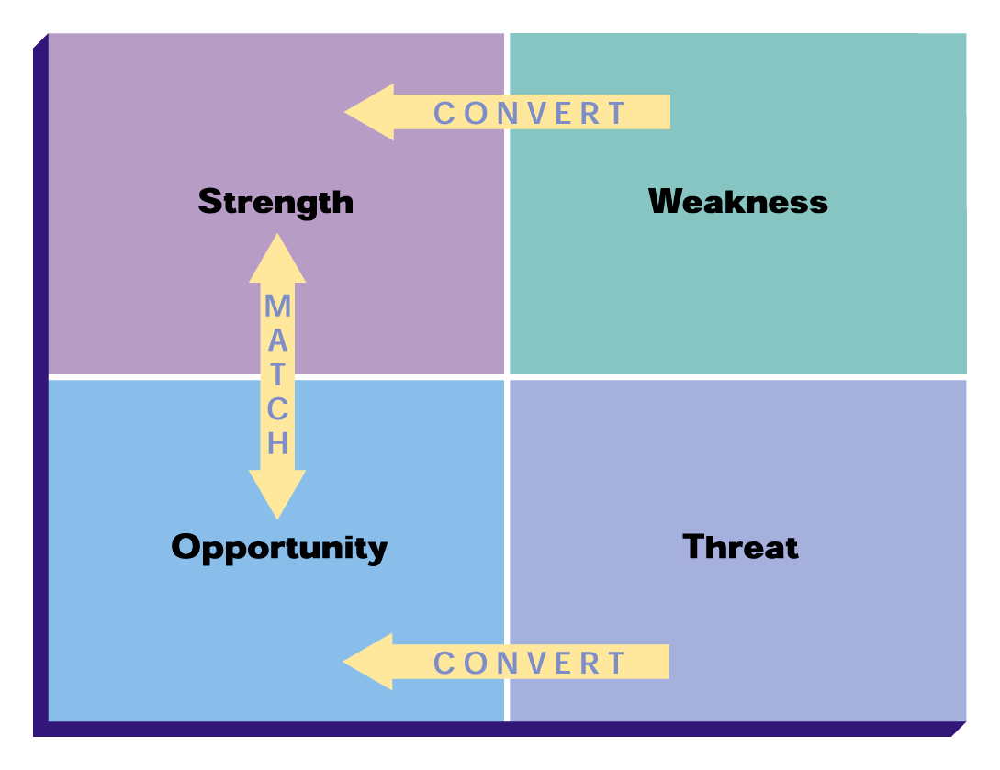 CONVERT
Strength
Weakness
MATCH
Opportunity
Threat
CONVERT